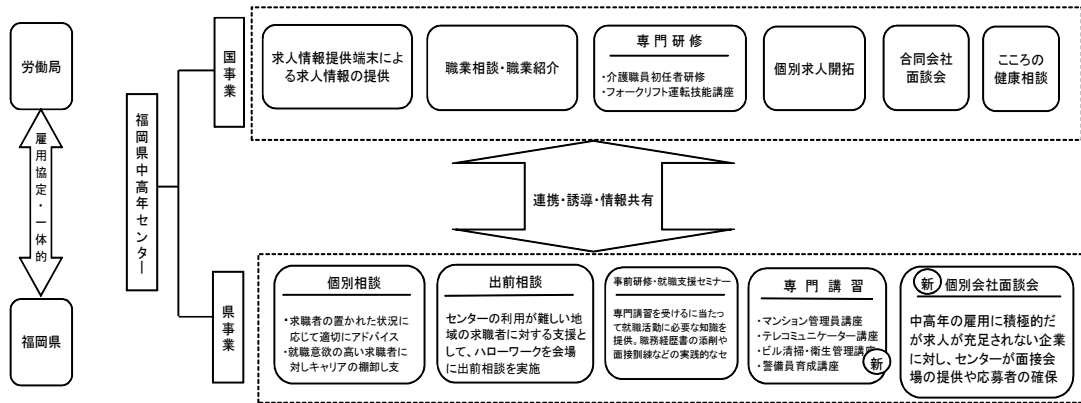 労働局
雇用協定・一体的
福岡県
福岡県中高年センター
国事業
求人情報提供端末によ
る求人情報の提供
職業相談・職業紹介
専門研修
・介護職員初任者研修
・フォークリフト運転技能講座
個別求人開拓
合同会社
面談会
こころの
健康相談
連携・誘導・情報共有
県事業
個別相談
・求職者の置かれた状況に
応じて適切にアドバイス
・就職意欲の高い求職者に
対しキャリアの棚卸し支
出前相談
センターの利用が難しい地
域の求職者に対する支援
として、ハローワークを会場
に出前相談を実施
事前研修・就職支援セミナー
専門講習を受けるに当たっ
て就職活動に必要な知識を
提供。職務経歴書の添削や
面接訓練などの実践的なセ
専門講習
・マンション管理員講座
・テレコミュニケーター講座
・ビル清掃・衛生管理講座
・警備員育成講座
新
新 個別会社面談会
中高年の雇用に積極的だ
が求人が充足されない企業
に対し、センターが面接会
場の提供や応募者の確保